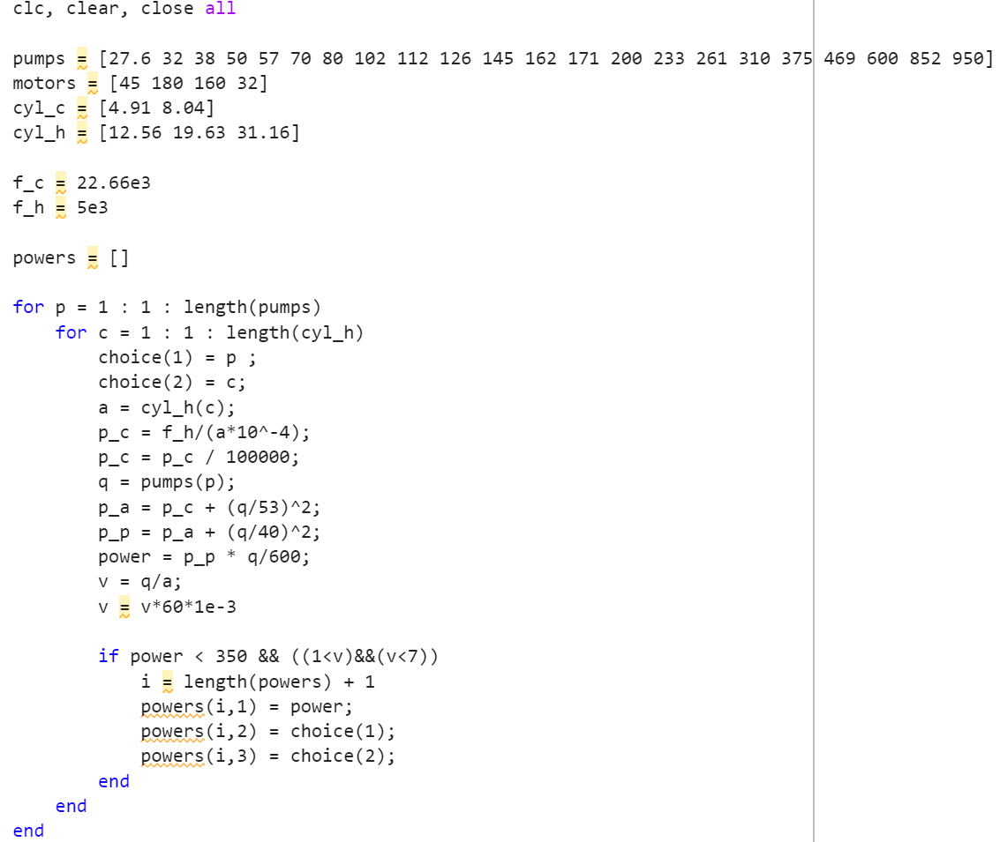 clc, clear, close all
pumps = [27.6 32 38 50 57 70 80 102 112 126 145 162 171 200 233 261 310 375 469 600 852 950]
motors = [45 180 160 32]
cyl_c = [4.91 8.04]
cyl_h = [12.56 19.63 31.16]
f_c = 22.66e3
f_h = 5e3
powers = []
for p = 1 : 1 : length(pumps)
for c = 1 : 1 : length(cyl_h)
choice(1) = p ;
choice(2) = c;
a = cyl_h(c);
p_c = f_h/(a*10^-4);
p_c = p_c / 100000;
q = pumps(p);
p_a = p_c + (q/53)^2;
p_p = p_a + (q/40)^2;
power = p_p * q/600;
v = q/a;
v = v*60*1e-3
if power < 350 && ((1<v)&&(v<7))
i = length(powers) + 1
powers(i,1) = power;
powers(i,2) = choice(1);
powers(i,3) = choice(2);
end
end
end